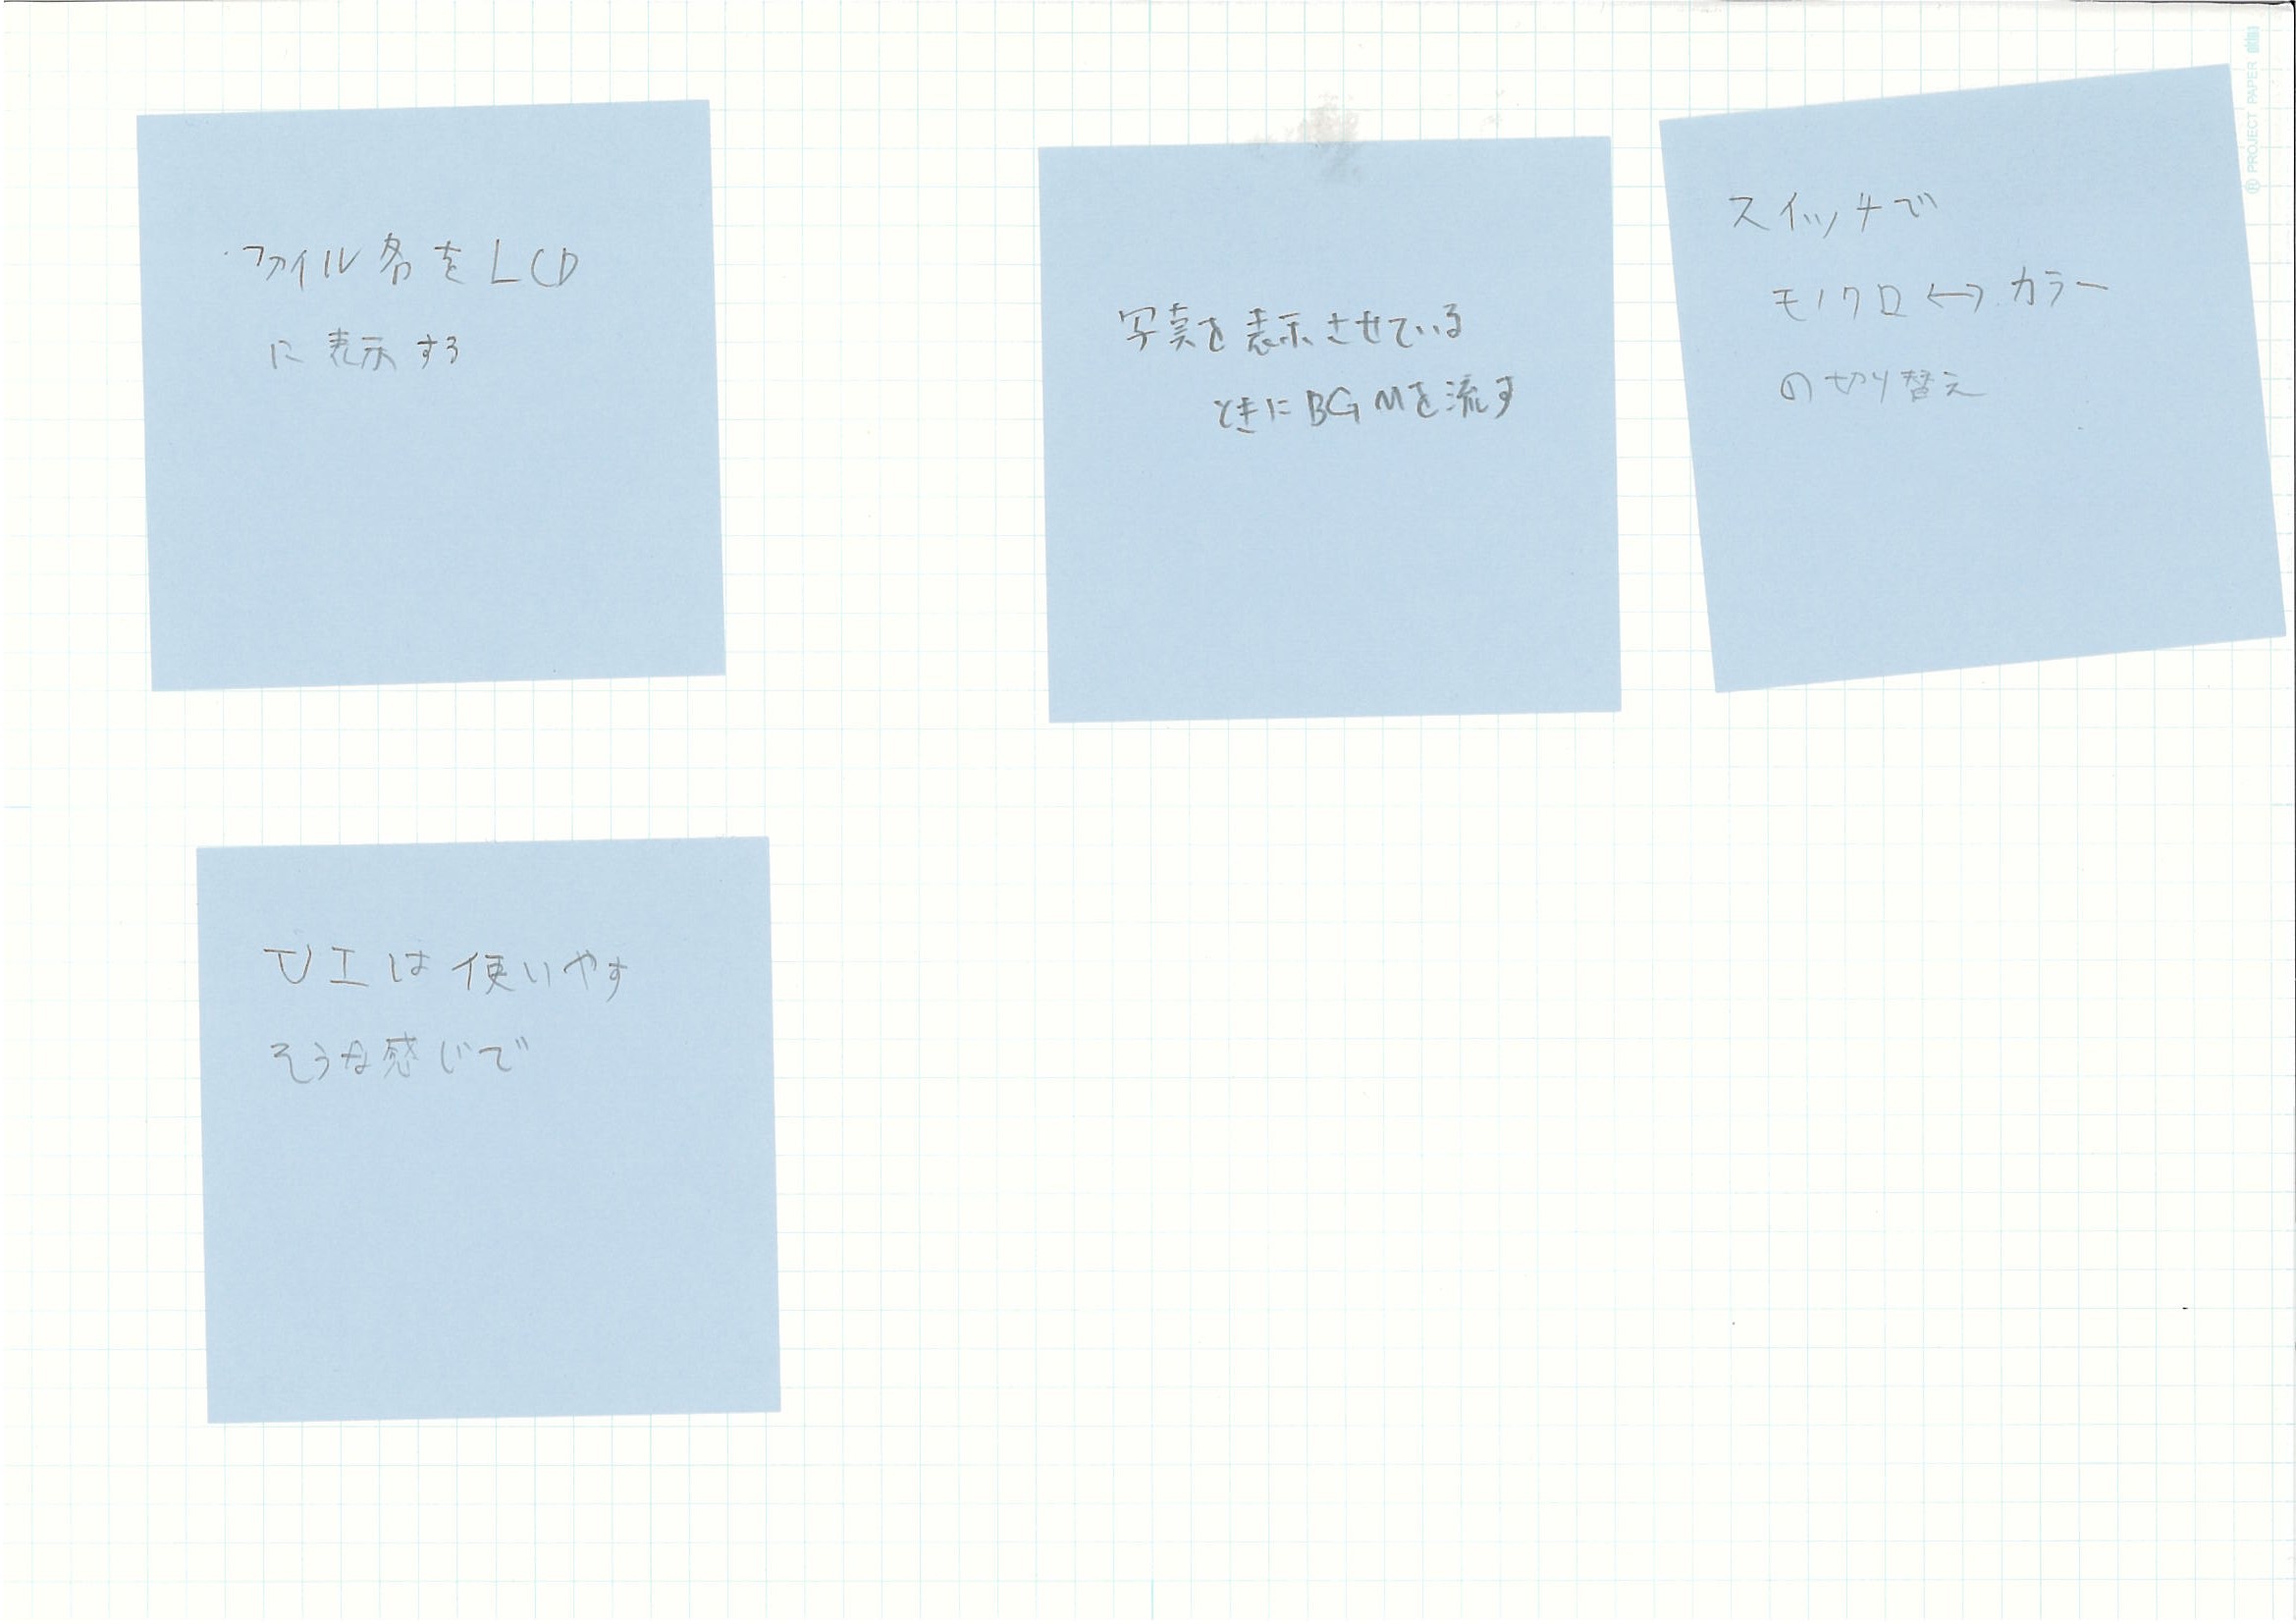 ・ファイル名をLCD
に表示する
写真を表示させている
ときにBGMを流す
スイッチで
モノクロ↔カラー
の切り替え
UIは使いやす
そうな感じで
PROJECT PAPER